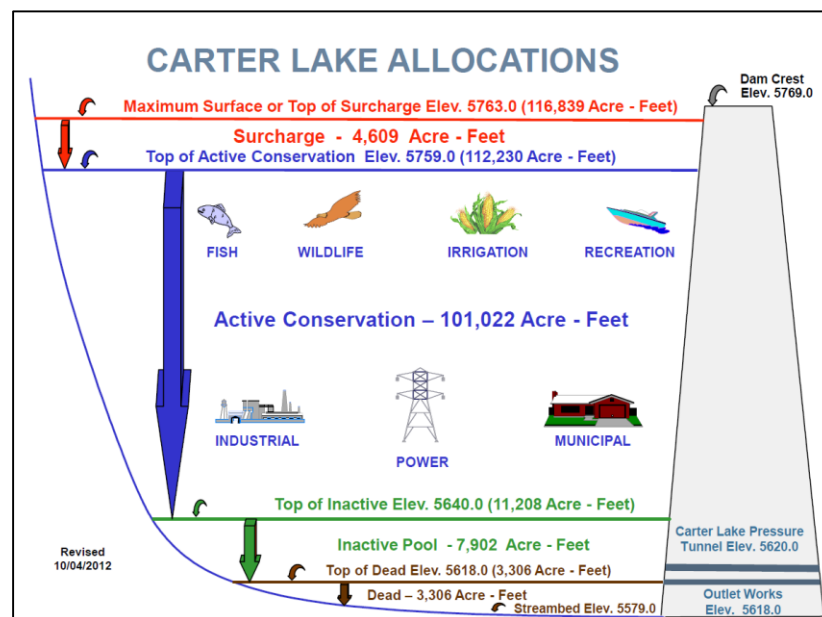 CARTER LAKE ALLOCATIONS
Dam Crest
Elev. 5769.0
Maximum Surface or Top of Surcharge Elev. 5763.0 (116,839 Acre - Feet)
Surcharge - 4,609 Acre - Feet
Top of Active Conservation Elev. 5759.0 (112,230 Acre - Feet)
FISH
WILDLIFE
IRRIGATION
RECREATION
Active Conservation – 101,022 Acre - Feet
INDUSTRIAL
POWER
MUNICIPAL
Top of Inactive Elev. 5640.0 (11,208 Acre - Feet)
Carter Lake Pressure
Tunnel Elev. 5620.0
Inactive Pool - 7,902 Acre - Feet
Revised
10/04/2012
Top of Dead Elev. 5618.0 (3,306 Acre - Feet)
Dead – 3,306 Acre - Feet
Outlet Works
Elev. 5618.0
Streambed Elev. 5579.0